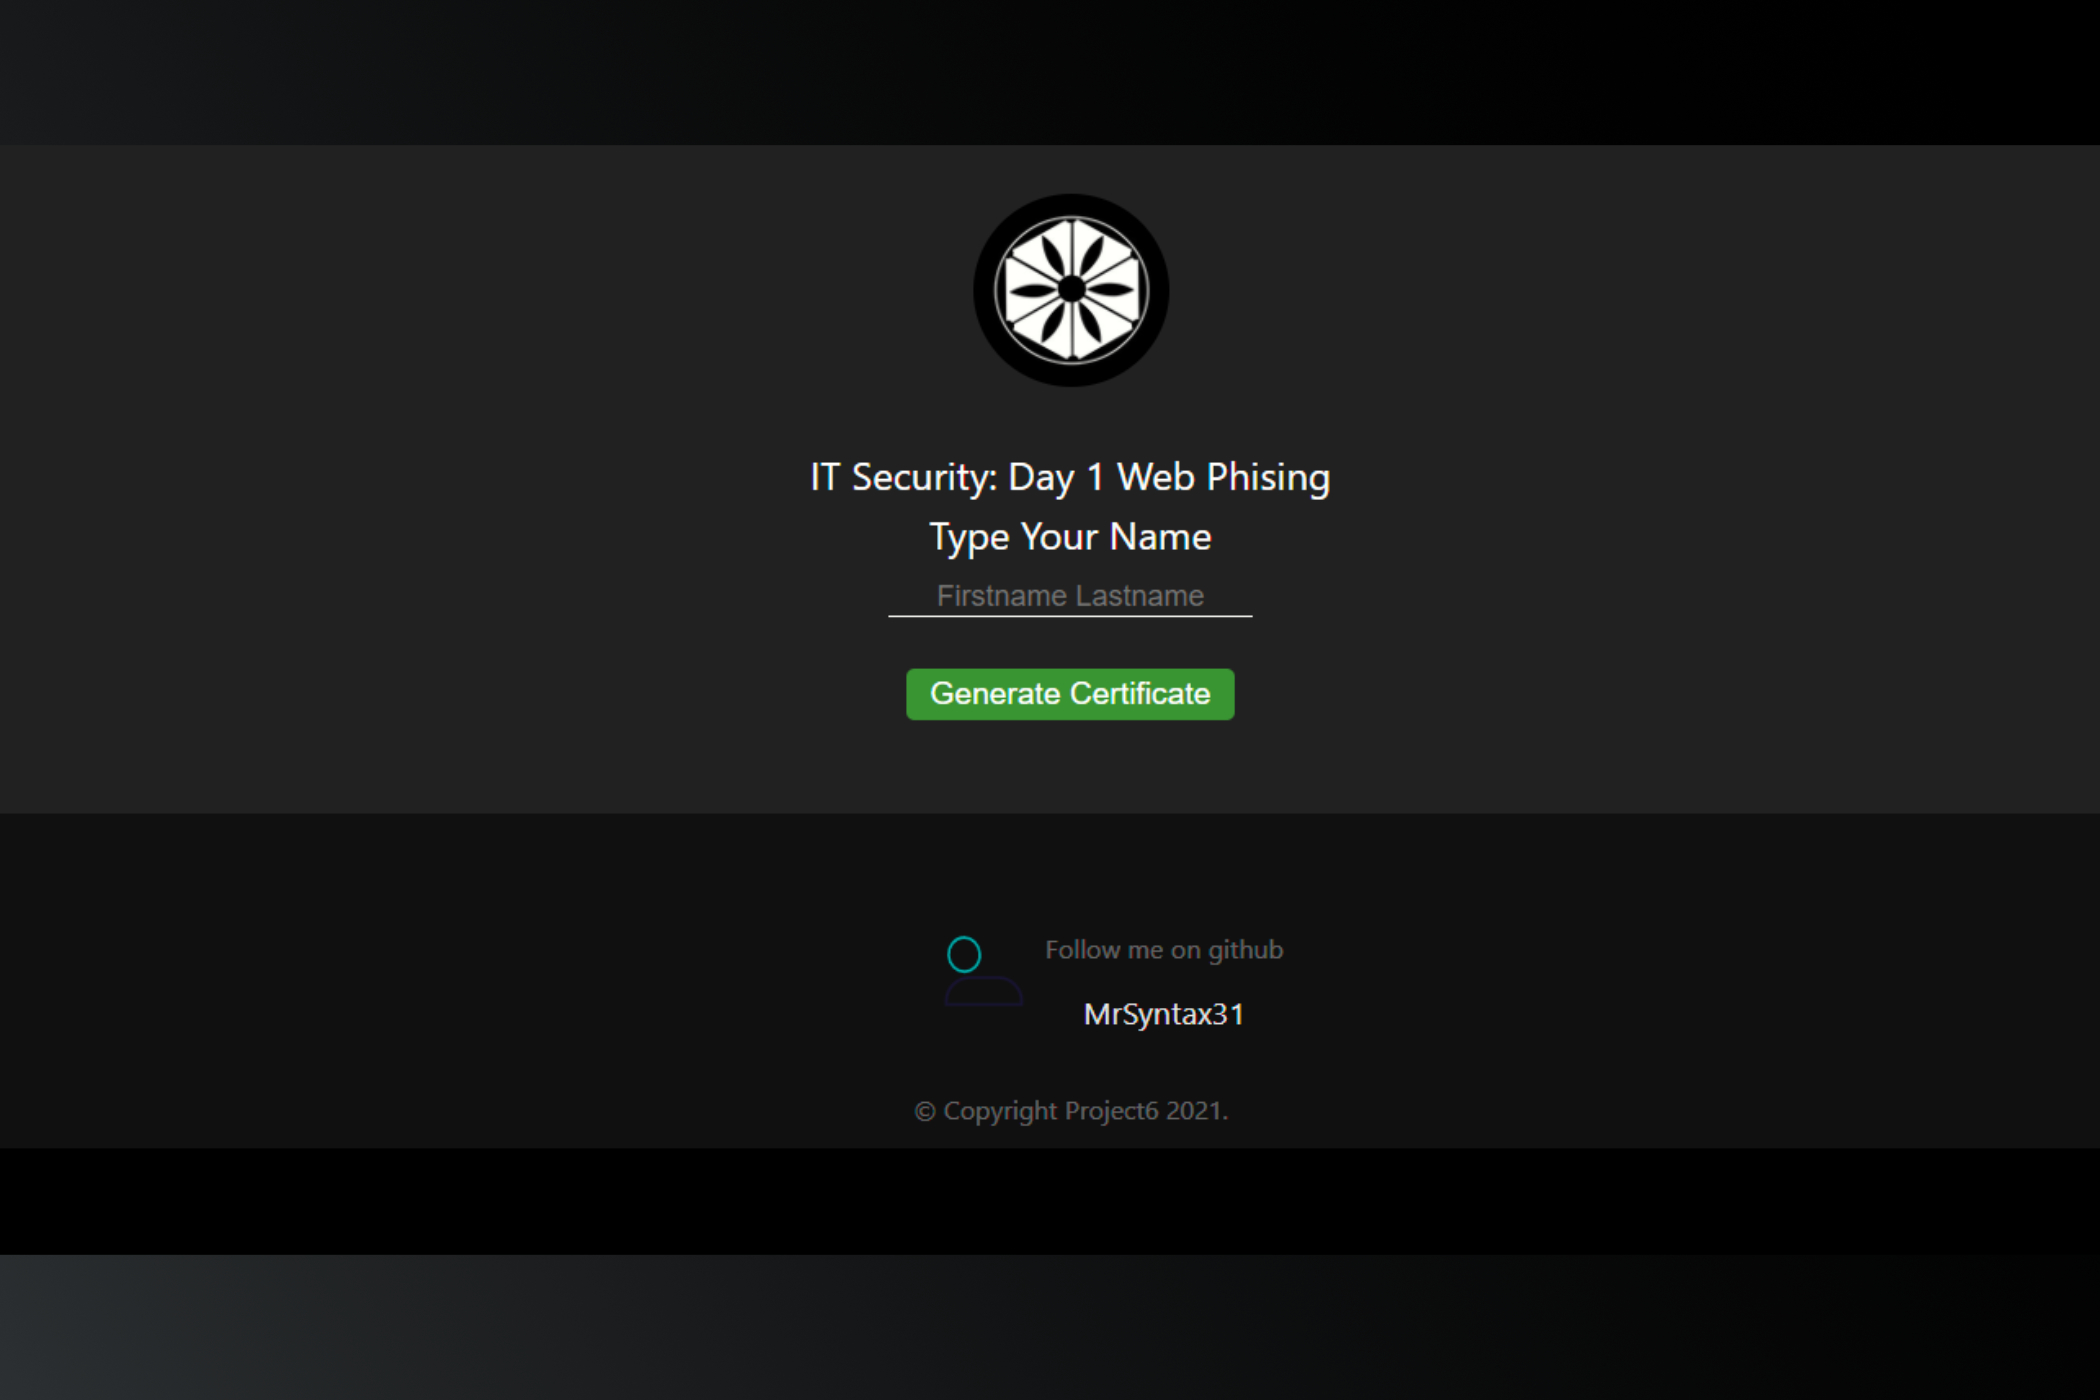 IT Security: Day 1 Web Phising
Type Your Name
Firstname Lastname
Generate Certificate
Follow me on github
MrSyntax31
© Copyright Project6 2021.